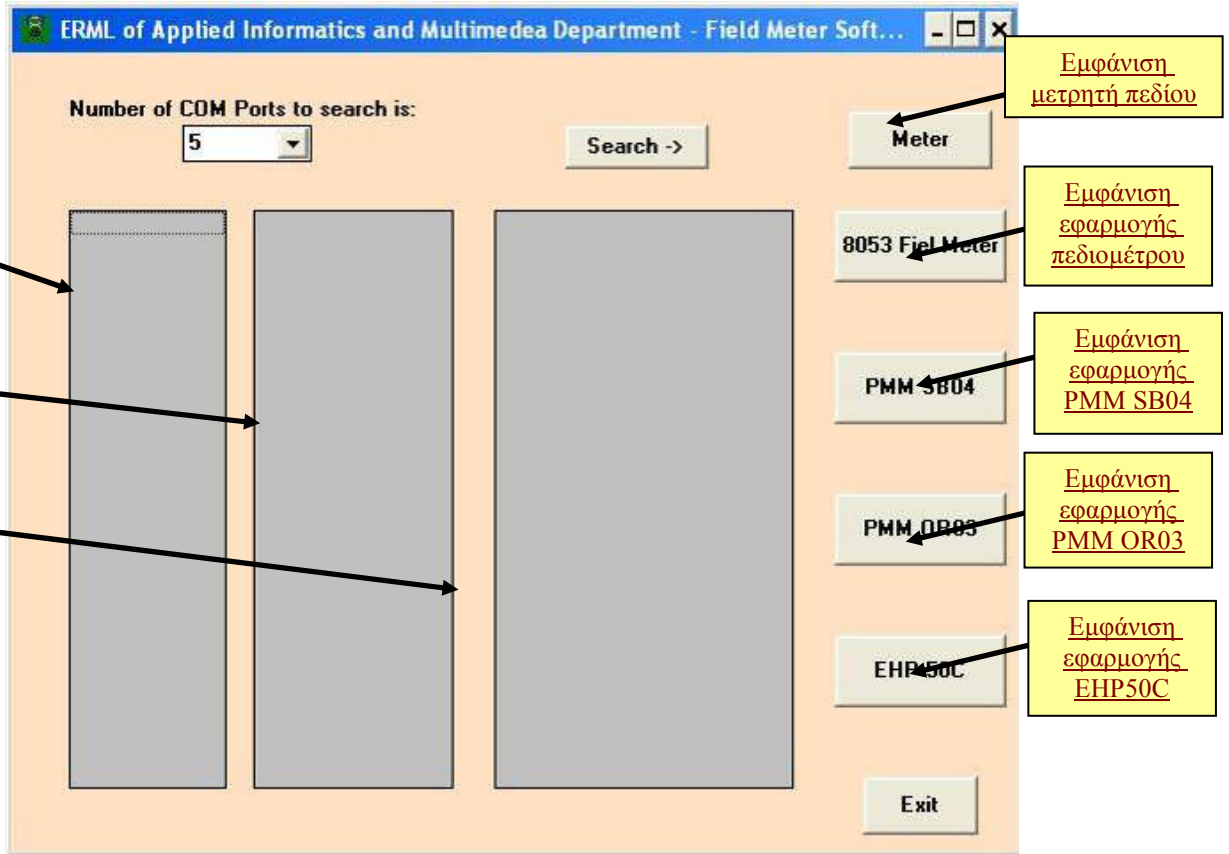 ERML of Applied Informatics and Multimedea Department - Field Meter Soft...
Number of COM Ports to search is:
5
Search ->
Meter
Εμφάνιση
μετρητή πεδίου
8053 Fiel Meter
Εμφάνιση
εφαρμογής
πεδιομέτρου
PMM SB04
Εμφάνιση
εφαρμογής
PMM SB04
PMM OR03
Εμφάνιση
εφαρμογής
PMM OR03
EHP50C
Εμφάνιση
εφαρμογής
EHP50C
Exit